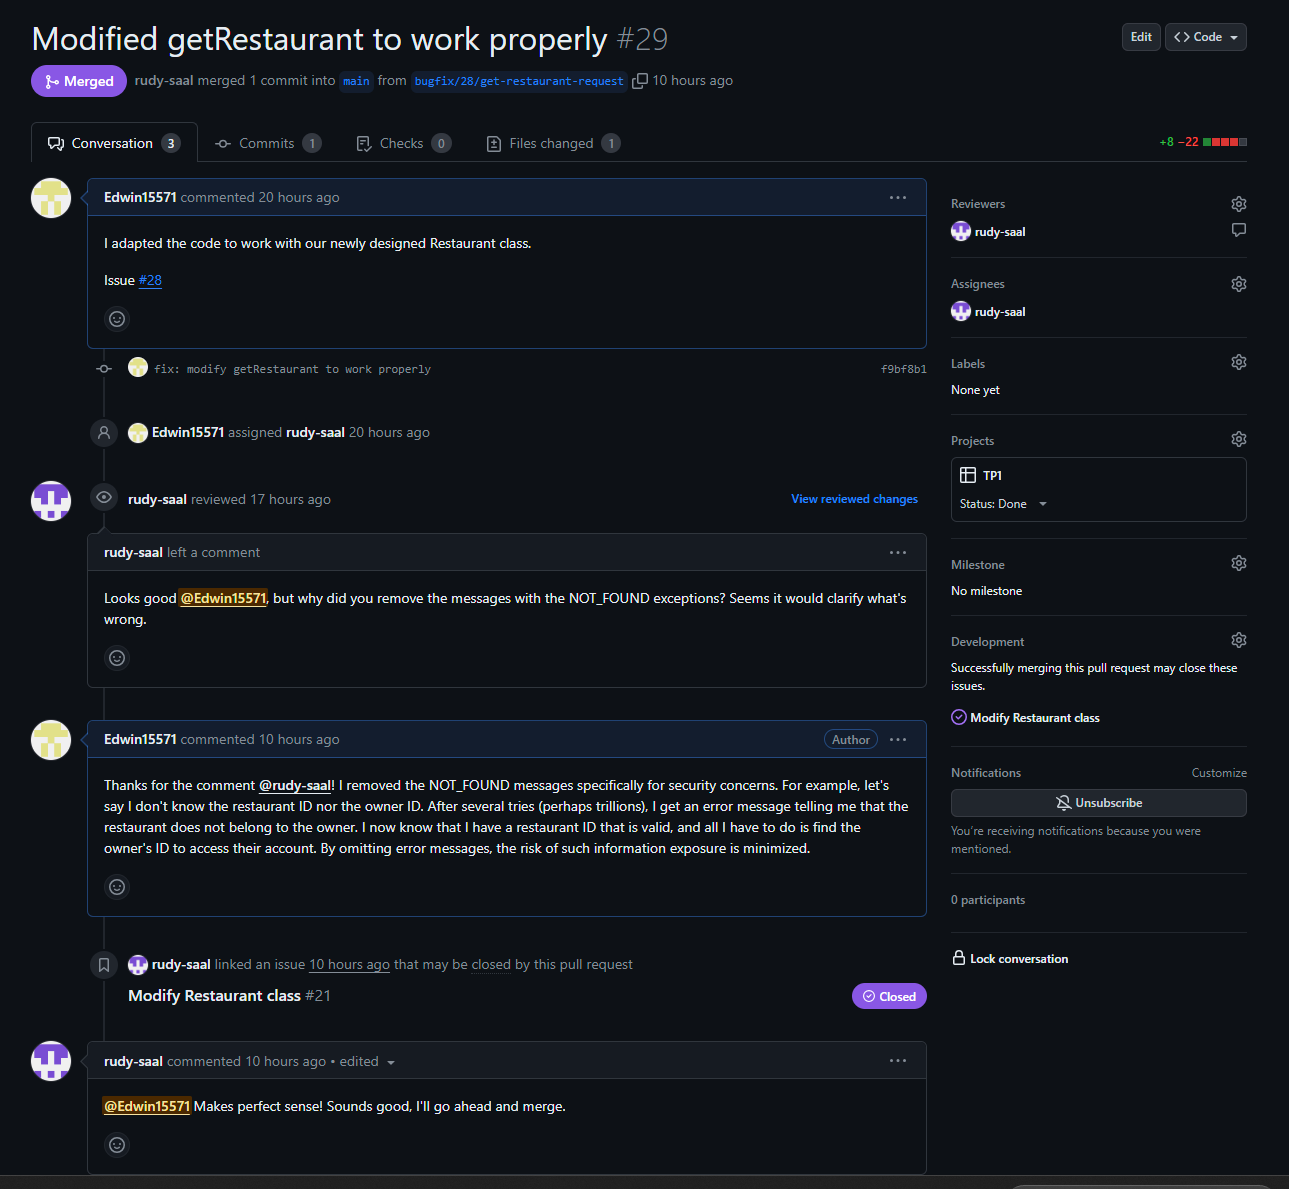 Modified getRestaurant to work properly #29
Edit
Code
Merged
rudy-saal merged 1 commit into main from bugfix/28/get-restaurant-request 10 hours ago
Conversation 3
Commits 1
Checks 0
Files changed 1
+8 −22
Edwin15571 commented 20 hours ago
I adapted the code to work with our newly designed Restaurant class.
Issue #28
fix: modify getRestaurant to work properly
f9bf8b1
Edwin15571 assigned rudy-saal 20 hours ago
rudy-saal reviewed 17 hours ago
View reviewed changes
rudy-saal left a comment
Looks good @Edwin15571, but why did you remove the messages with the NOT_FOUND exceptions? Seems it would clarify what's
wrong.
Edwin15571 commented 10 hours ago
Author
Thanks for the comment @rudy-saal! I removed the NOT_FOUND messages specifically for security concerns. For example, let's
say I don't know the restaurant ID nor the owner ID. After several tries (perhaps trillions), I get an error message telling me that the
restaurant does not belong to the owner. I now know that I have a restaurant ID that is valid, and all I have to do is find the
owner's ID to access their account. By omitting error messages, the risk of such information exposure is minimized.
rudy-saal linked an issue 10 hours ago that may be closed by this pull request
Modify Restaurant class #21
Closed
rudy-saal commented 10 hours ago • edited
@Edwin15571 Makes perfect sense! Sounds good, I'll go ahead and merge.
Reviewers
rudy-saal
Assignees
rudy-saal
Labels
None yet
Projects
TP1
Status: Done
Milestone
No milestone
Development
Successfully merging this pull request may close these
issues.
Modify Restaurant class
Notifications
Customize
Unsubscribe
You're receiving notifications because you were
mentioned.
0 participants
Lock conversation